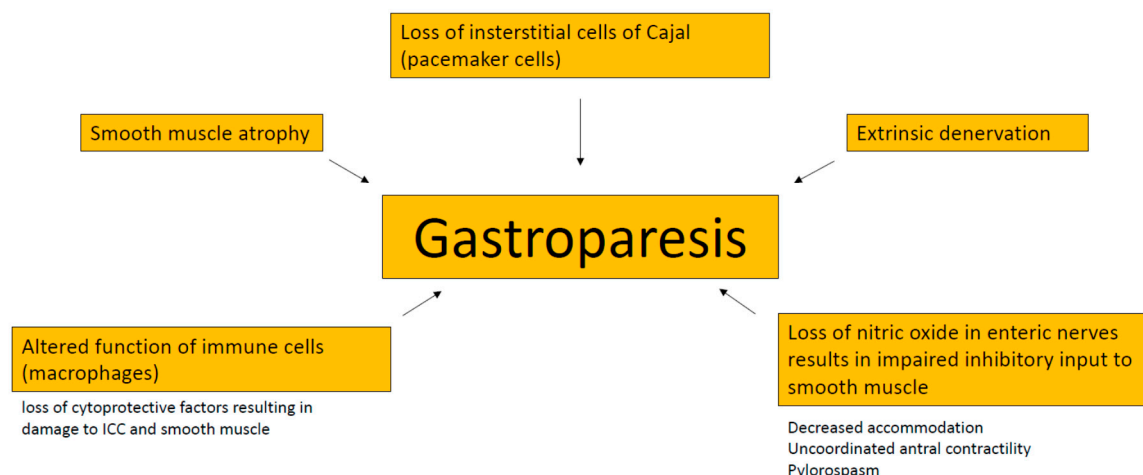 Loss of insterstitial cells of Cajal
(pacemaker cells)
Smooth muscle atrophy
Extrinsic denervation
Gastroparesis
Altered function of immune cells
(macrophages)
loss of cytoprotective factors resulting in
damage to ICC and smooth muscle
Loss of nitric oxide in enteric nerves
results in impaired inhibitory input to
smooth muscle
Decreased accommodation
Uncoordinated antral contractility
Pylorospasm